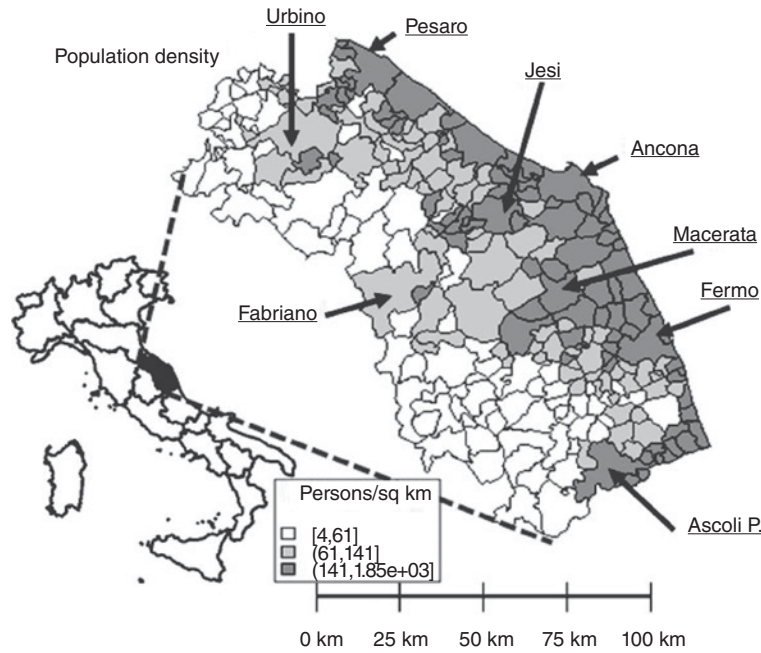 Urbino
Pesaro
Population density
Jesi
Ancona
Macerata
Fermo
Fabriano
Persons/sq km
[4,61]
(61,141]
(141,1.85e+03]
Ascoli P.
0 km 25 km 50 km 75 km 100 km